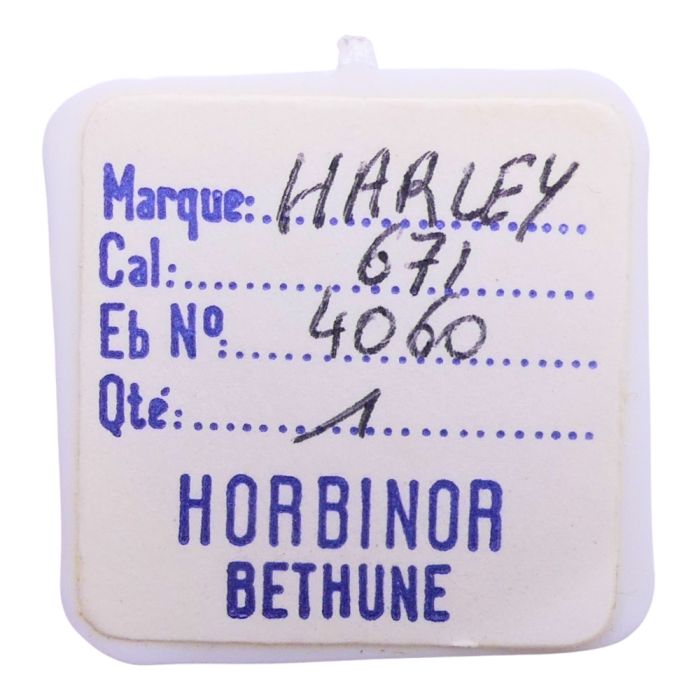 Marque: HARLEY
Cal: 671
Eb Nº: 4060
Qté: 1
HORBINOR
BETHUNE